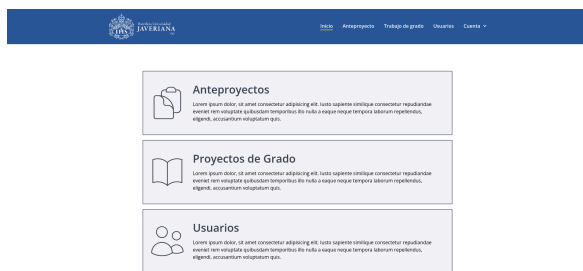 Pontificia Universidad
JAVERIANA
Inicio Anteproyecto Trabajo de grado Usuarios Cuenta
Anteproyectos
Lorem ipsum dolor, sit amet consectetur adipisicing elit. Iusto sapiente similique consectetur repudiandae
eveniet rem voluptate quibusdam temporibus illo nulla a eaque neque tempora laborum repellendus,
eligendi, accusantium voluptatum quis.
Proyectos de Grado
Lorem ipsum dolor, sit amet consectetur adipisicing elit. Iusto sapiente similique consectetur repudiandae
eveniet rem voluptate quibusdam temporibus illo nulla a eaque neque tempora laborum repellendus,
eligendi, accusantium voluptatum quis.
Usuarios
Lorem ipsum dolor, sit amet consectetur adipisicing elit. Iusto sapiente similique consectetur repudiandae
eveniet rem voluptate quibusdam temporibus illo nulla a eaque neque tempora laborum repellendus,
eligendi, accusantium voluptatum quis.